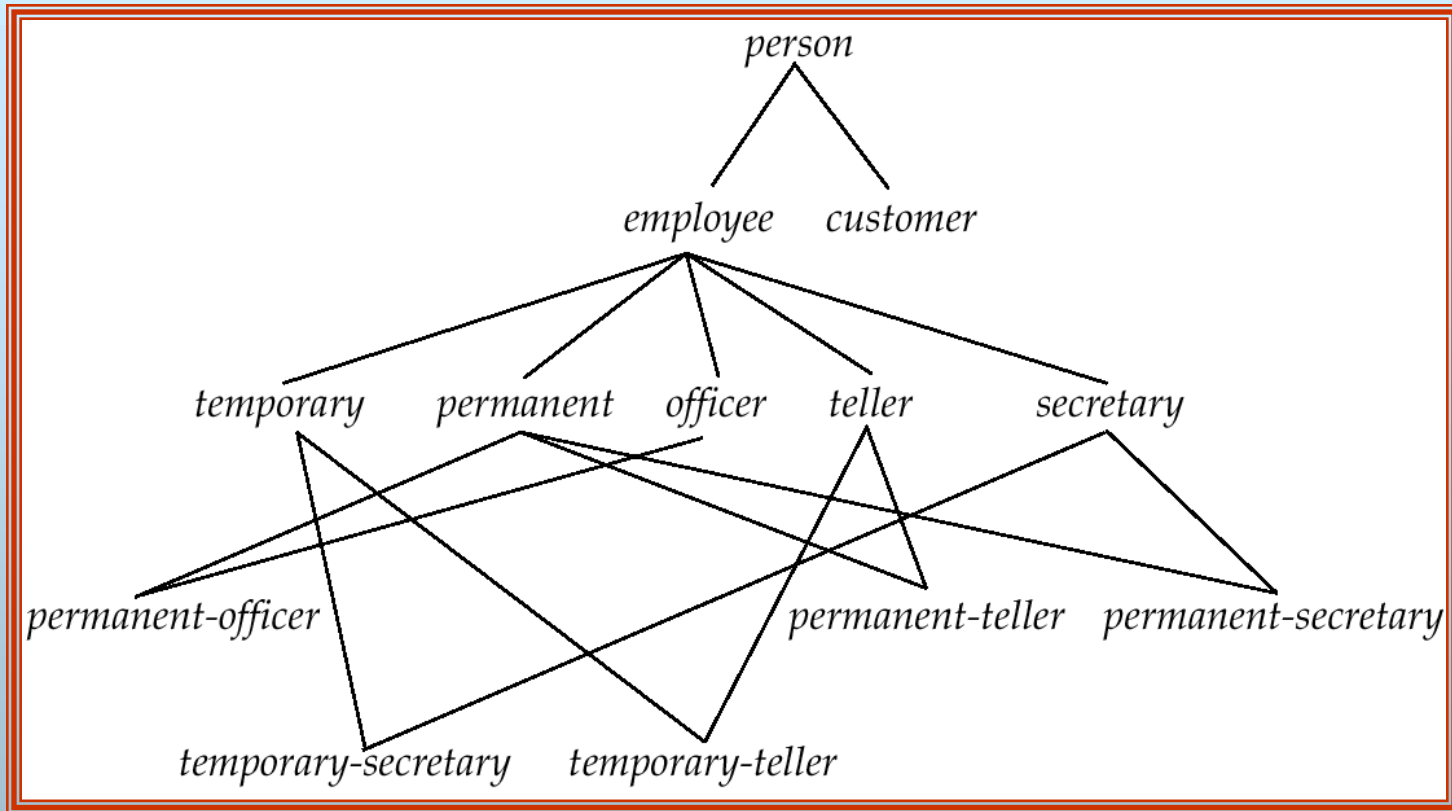 person
employee customer
temporary permanent officer teller secretary
permanent-officer permanent-teller permanent-secretary
temporary-secretary temporary-teller